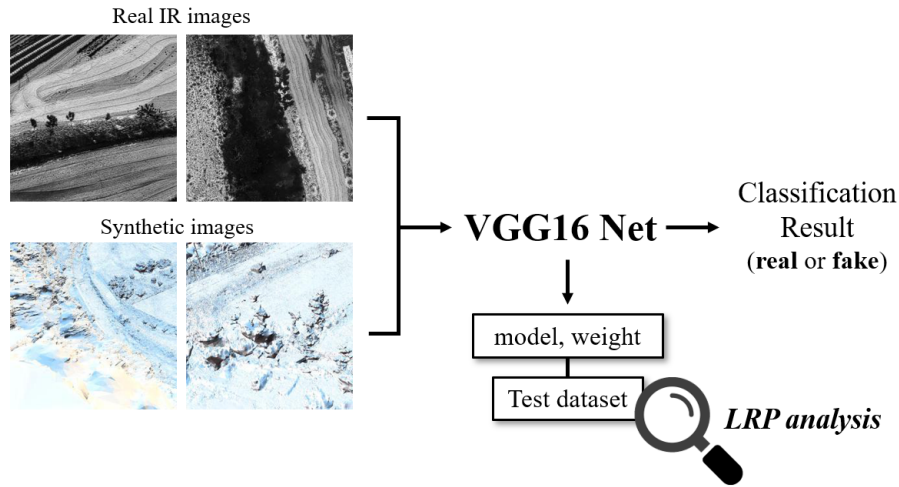 Real IR images
Synthetic images
VGG16 Net
Classification
Result
(real or fake)
model, weight
Test dataset
LRP analysis